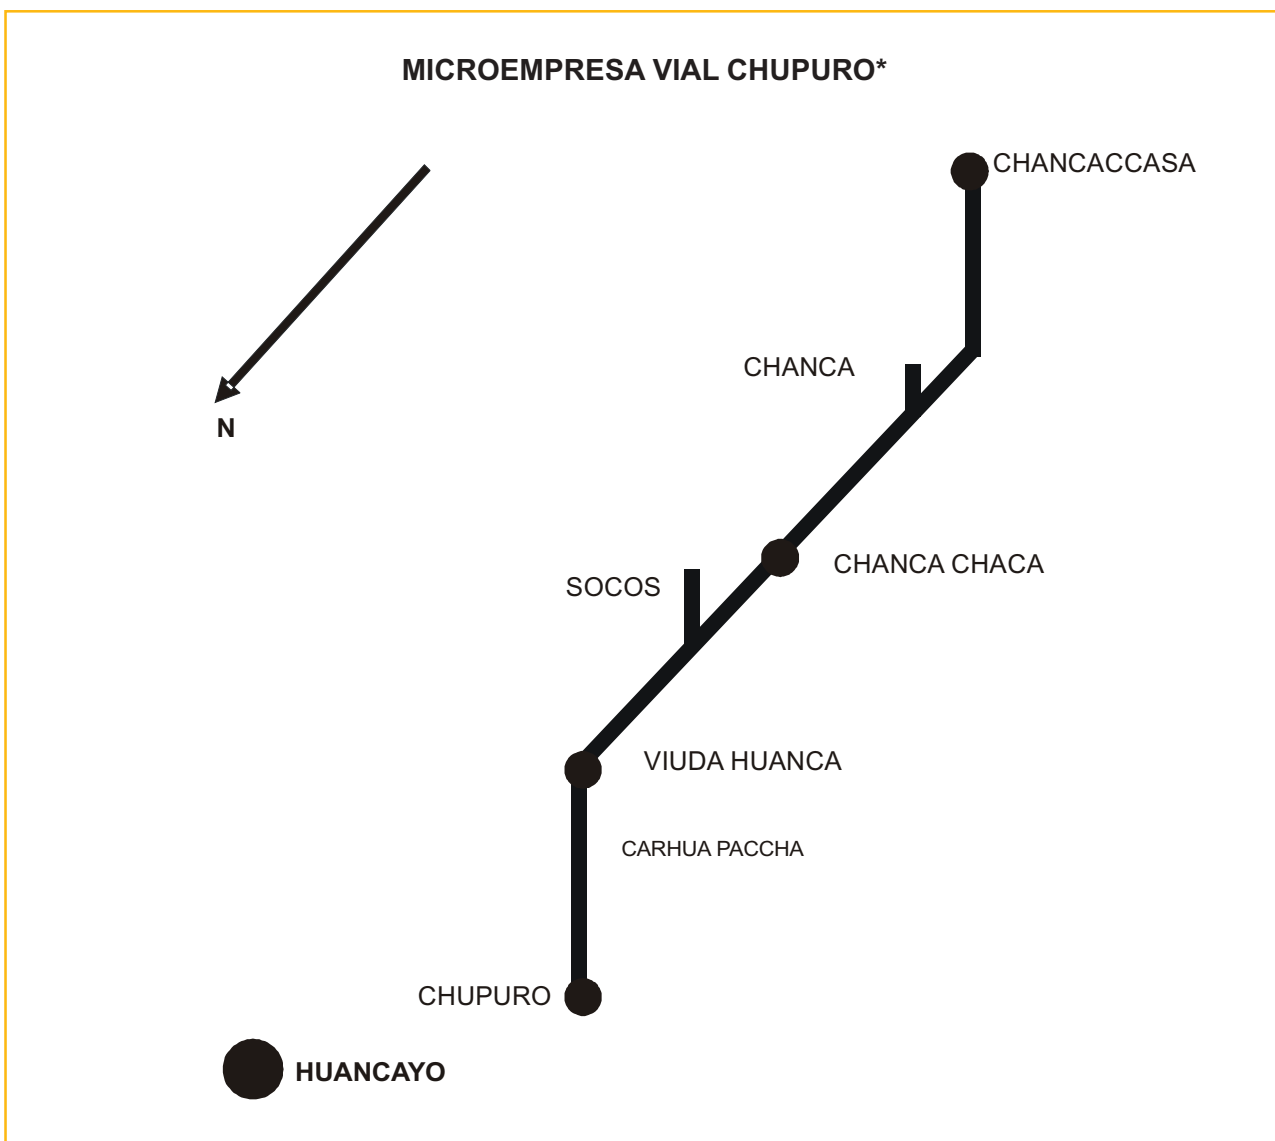 MICROEMPRESA VIAL CHUPURO*
CHANCACCASA
CHANCA
N
CHANCA CHACA
SOCOS
VIUDA HUANCA
CARHUA PACCHA
CHUPURO
HUANCAYO